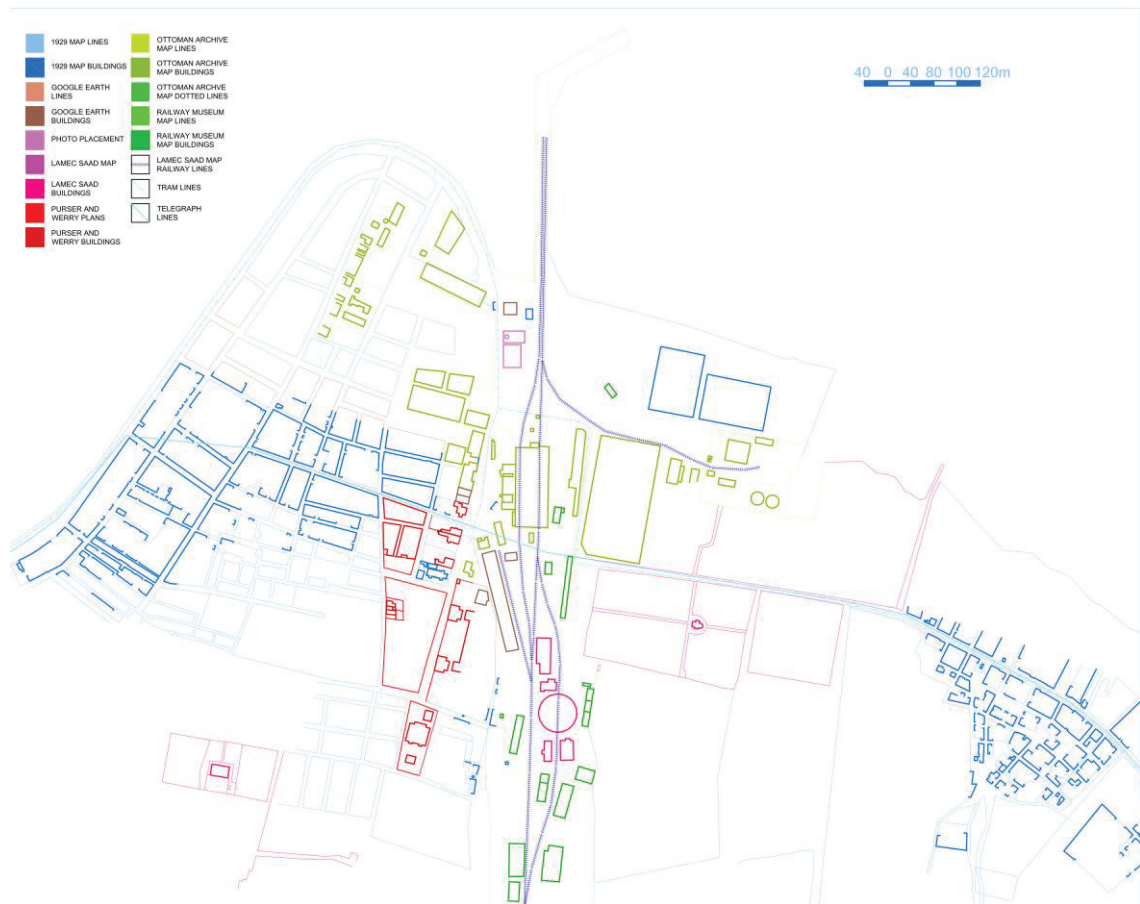 1929 MAP LINES
1929 MAP BUILDINGS
GOOGLE EARTH
LINES
GOOGLE EARTH
BUILDINGS
PHOTO PLACEMENT
LAMEC SAAD MAP
LAMEC SAAD
BUILDINGS
PURSER AND
WERRY PLANS
PURSER AND
WERRY BUILDINGS
OTTOMAN ARCHIVE
MAP LINES
OTTOMAN ARCHIVE
MAP BUILDINGS
OTTOMAN ARCHVE
MAP DOTTED LINES
RAILWAY MUSEUM
MAP LINES
RAILWAY MUSEUM
MAP BUILDINGS
LAMEC SAAD MAP
RAILWAY LINES
TRAM LINES
TELEGRAPH
LINES
40 0 40 80 100 120m